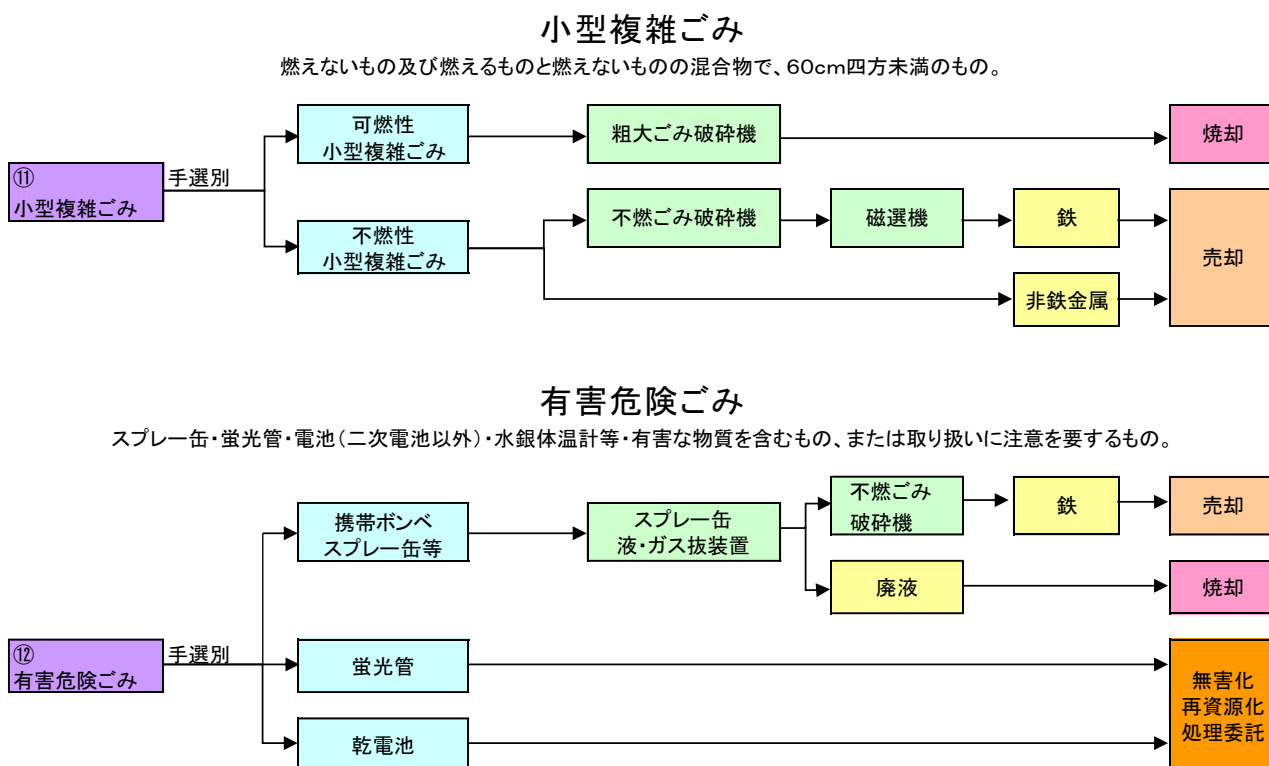 小型複雑ごみ
燃えないもの及び燃えるものと燃えないものの混合物で、60cm四方未満のもの。
可燃性
小型複雑ごみ
粗大ごみ破砕機
焼却
⑪
小型複雑ごみ
手選別
不燃性
小型複雑ごみ
不燃ごみ破砕機
磁選機
鉄
売却
非鉄金属
有害危険ごみ
スプレー缶・蛍光管・電池(二次電池以外)・水銀体温計等・有害な物質を含むもの、または取り扱いに注意を要するもの。
携帯ボンベ
スプレー缶等
スプレー缶
液・ガス抜装置
不燃ごみ
破砕機
鉄
売却
廃液
焼却
⑫
有害危険ごみ
手選別
蛍光管
乾電池
無害化
再資源化
処理委託